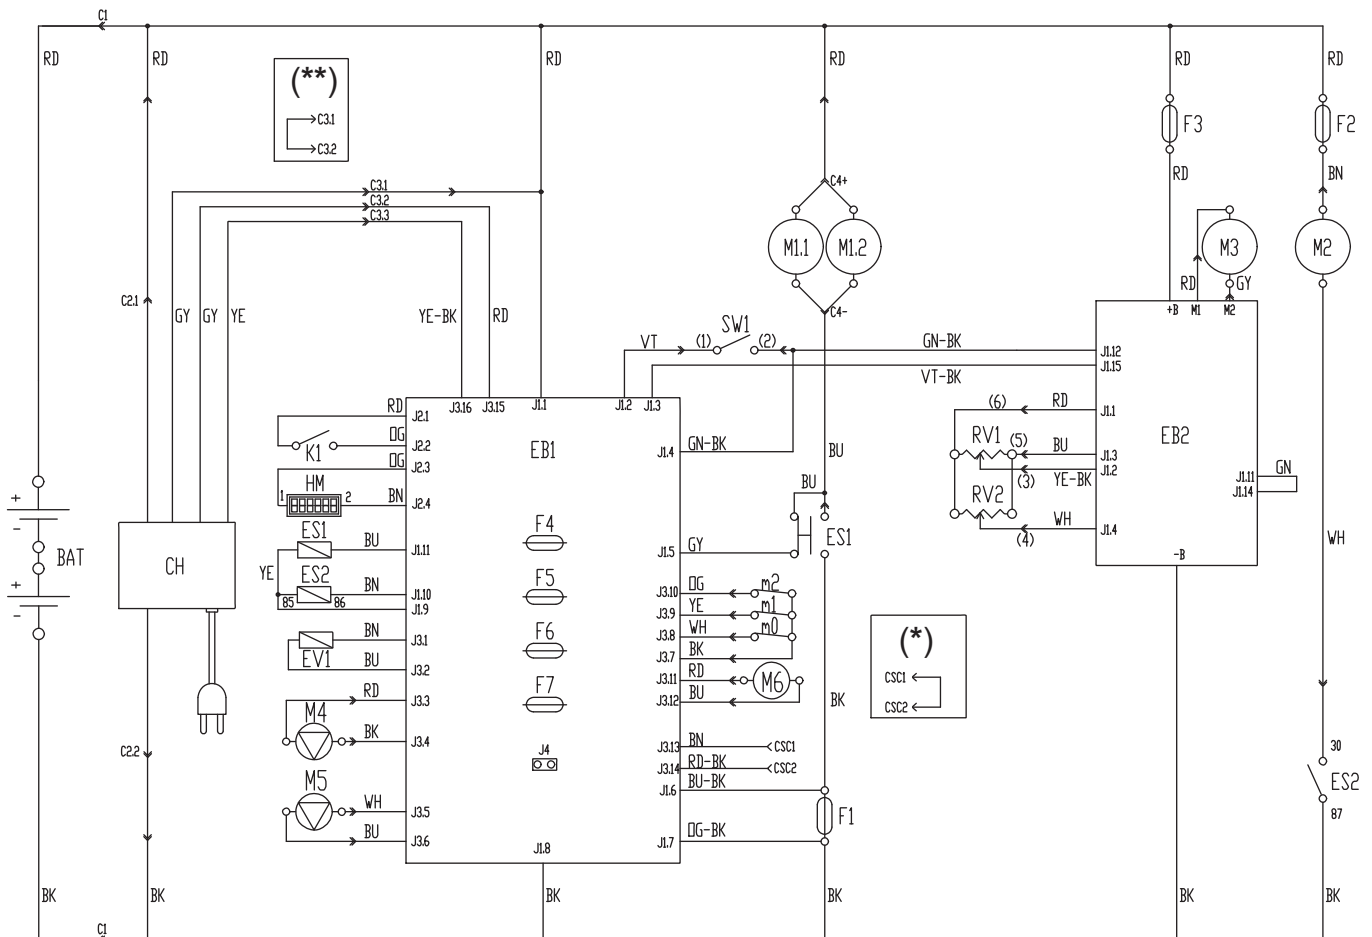 C1
RD RD RD RD RD RD
(**)
C3.1
C3.2
F3 F2
RD BN
C3.1
C3.2
C3.3
C4+
M1.1 M1.2 M3 M2
RD GY
C2.1
GY GY YE YE-BK RD
C4-
+B M1 M2
SW1
VT (1) (2) GN-BK J1.12
VT-BK J1.15
RD J3.16 J3.15 J1.1 J1.2 J1.3
J2.1
(6) RD J1.1
OG J2.2
K1
EB1
GN-BK J1.4
BU
RV1 (5) BU J1.3
EB2
OG J2.3
(3) YE-BK J1.2
HM
1 2 BN J2.4
BU
RV2
J1.11 GN
J1.14
WH J1.4
(4)
+
-
BAT
+
-
CH
ES1 BU J1.11
F4
GY J1.5
ES1
-B
WH
YE
ES2 BN J1.10
85 86 J1.9
F5
J3.10 OG m2
J3.9 YE m1
J3.8 WH m0
J3.7 BK
BN J3.1
EV1 BU J3.2
F6
(*)
CSC1
CSC2
J3.11 RD M6
J3.12 BU
BK
RD J3.3
M4
F7
BK J3.4
C2.2
J4
J3.13 BN CSC1
J3.14 RD-BK CSC2
30
ES2
87
M5
WH J3.5
BU J3.6
J1.6 BU-BK
F1
J1.7 OG-BK
J1.8
BK BK BK BK BK BK
C1